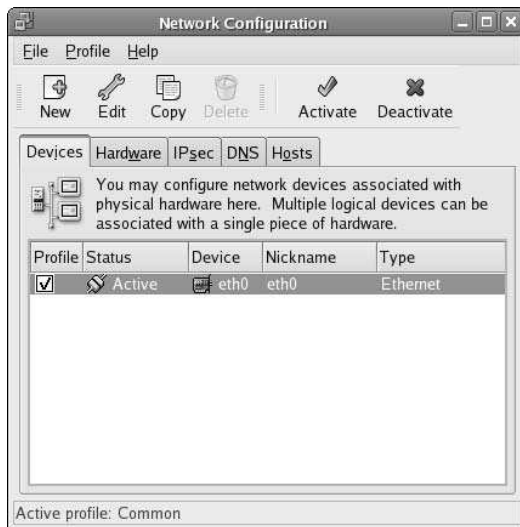 Network Configuration
File Profile Help
New Edit Copy Delete Activate Deactivate
Devices Hardware IPsec DNS Hosts
You may configure network devices associated with
physical hardware here. Multiple logical devices can be
associated with a single piece of hardware.
Profile Status Device Nickname Type
Active eth0 eth0 Ethernet
Active profile: Common